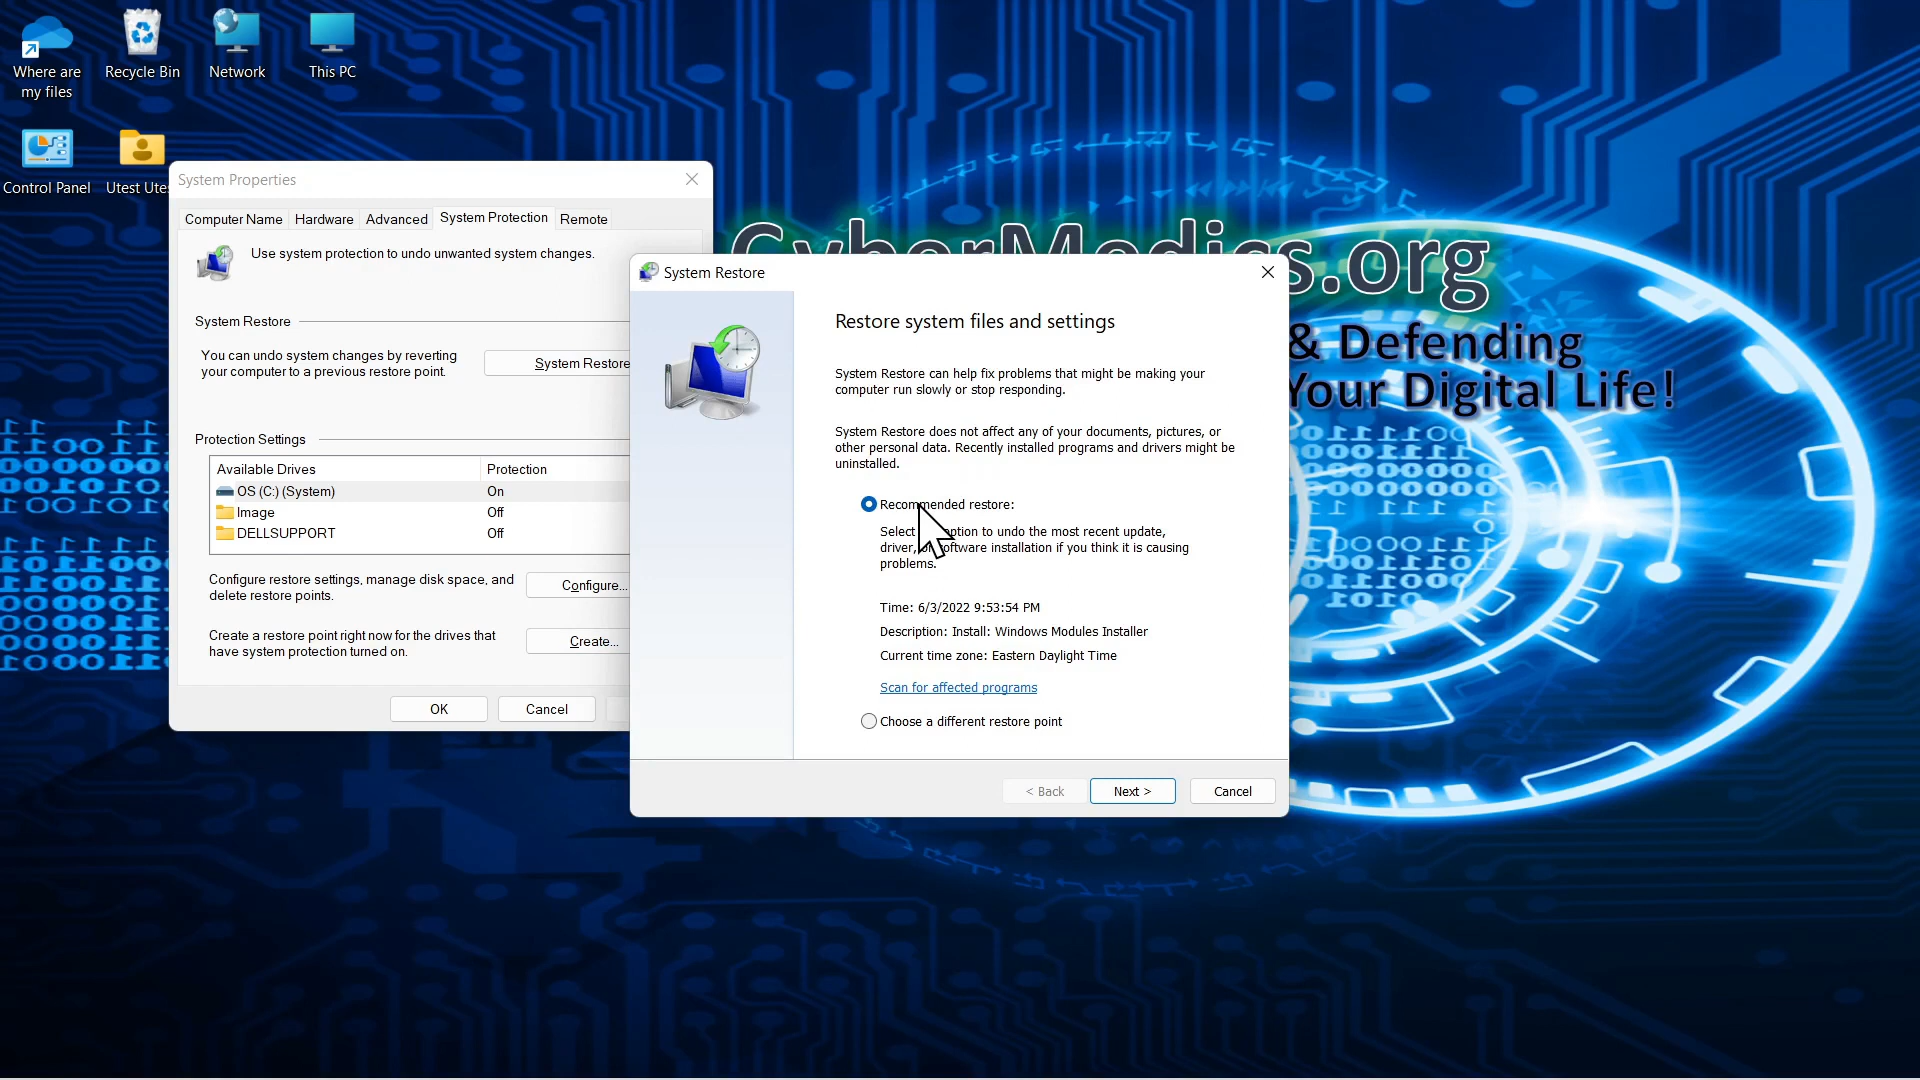 Where are
my files
Recycle Bin
Network
This PC
Control Panel
Utest
System Properties
Computer Name
Hardware
Advanced
System Protection
Remote
Use system protection to undo unwanted system changes.
System Restore
You can undo system changes by reverting
your computer to a previous restore point.
System Restore
Protection Settings
Available Drives
Protection
OS (C:) (System)
On
Image
Off
DELLSUPPORT
Off
Configure restore settings, manage disk space, and
delete restore points.
Configure...
Create a restore point right now for the drives that
have system protection turned on.
Create...
OK
Cancel
CyberMedics.org
& Defending
Your Digital Life!
System Restore
Restore system files and settings
System Restore can help fix problems that might be making your
computer run slowly or stop responding.
System Restore does not affect any of your documents, pictures, or
other personal data. Recently installed programs and drivers might be
uninstalled.
Recommended restore:
Select option to undo the most recent update,
driver, software installation if you think it is causing
problems.
Time: 6/3/2022 9:53:54 PM
Description: Install: Windows Modules Installer
Current time zone: Eastern Daylight Time
Scan for affected programs
Choose a different restore point
< Back
Next >
Cancel